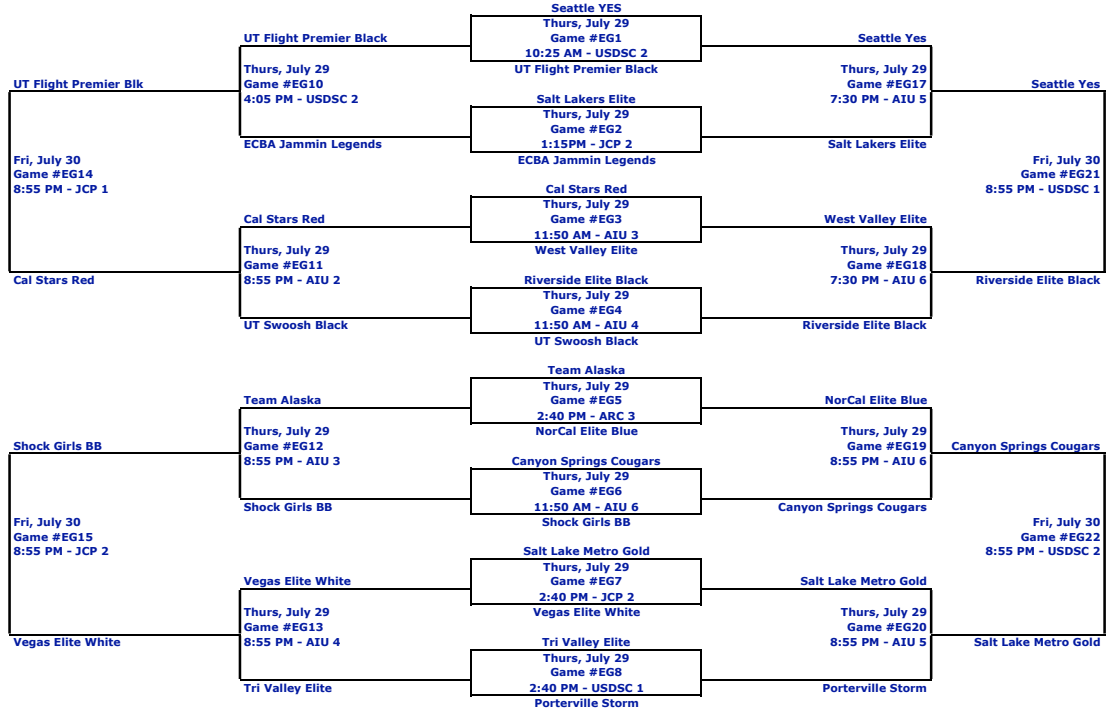 Seattle YES
Thurs, July 29
Game #EG1
10:25 AM - USDSC 2
UT Flight Premier Black
UT Flight Premier Black
Seattle Yes
Thurs, July 29
Game #EG10
4:05 PM - USDSC 2
Thurs, July 29
Game #EG17
7:30 PM - AIU 5
UT Flight Premier Blk
Seattle Yes
Salt Lakers Elite
Thurs, July 29
Game #EG2
1:15PM - JCP 2
ECBA Jammin Legends
ECBA Jammin Legends
Salt Lakers Elite
Fri, July 30
Game #EG14
8:55 PM - JCP 1
Fri, July 30
Game #EG21
8:55 PM - USDSC 1
Cal Stars Red
Thurs, July 29
Game #EG3
11:50 AM - AIU 3
West Valley Elite
Cal Stars Red
West Valley Elite
Thurs, July 29
Game #EG11
8:55 PM - AIU 2
Thurs, July 29
Game #EG18
7:30 PM - AIU 6
Cal Stars Red
Riverside Elite Black
Riverside Elite Black
Thurs, July 29
Game #EG4
11:50 AM - AIU 4
UT Swoosh Black
UT Swoosh Black
Riverside Elite Black
Team Alaska
Thurs, July 29
Game #EG5
2:40 PM - ARC 3
NorCal Elite Blue
Team Alaska
NorCal Elite Blue
Thurs, July 29
Game #EG12
8:55 PM - AIU 3
Thurs, July 29
Game #EG19
8:55 PM - AIU 6
Shock Girls BB
Canyon Springs Cougars
Canyon Springs Cougars
Thurs, July 29
Game #EG6
11:50 AM - AIU 6
Shock Girls BB
Shock Girls BB
Canyon Springs Cougars
Fri, July 30
Game #EG15
8:55 PM - JCP 2
Fri, July 30
Game #EG22
8:55 PM - USDSC 2
Salt Lake Metro Gold
Thurs, July 29
Game #EG7
2:40 PM - JCP 2
Vegas Elite White
Vegas Elite White
Salt Lake Metro Gold
Thurs, July 29
Game #EG13
8:55 PM - AIU 4
Thurs, July 29
Game #EG20
8:55 PM - AIU 5
Vegas Elite White
Salt Lake Metro Gold
Tri Valley Elite
Thurs, July 29
Game #EG8
2:40 PM - USDSC 1
Porterville Storm
Tri Valley Elite
Porterville Storm